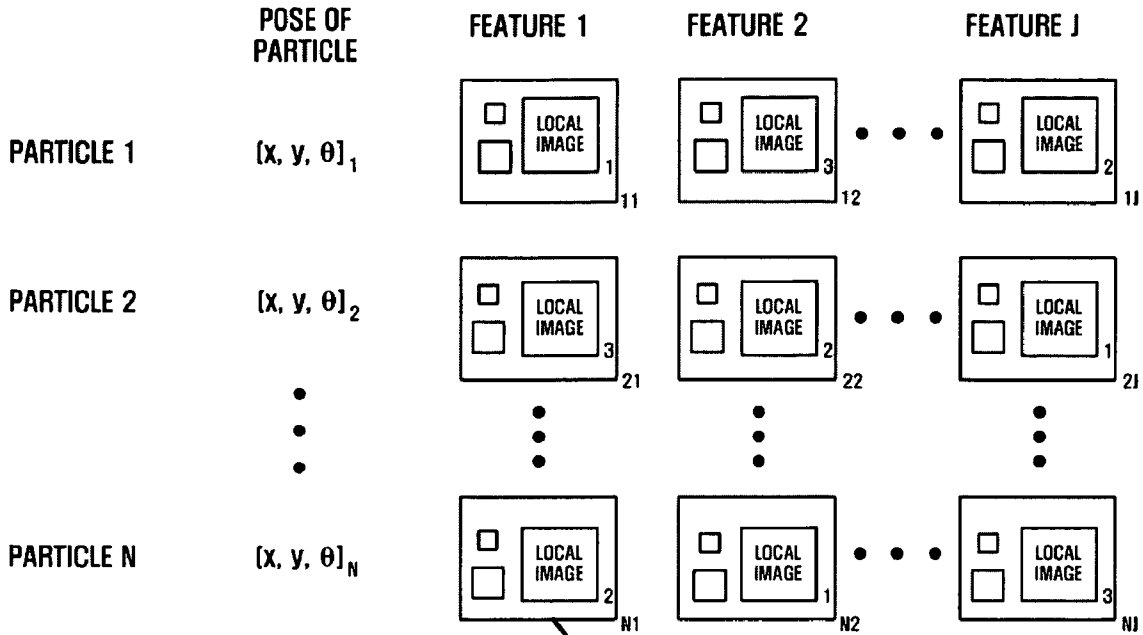 POSE OF PARTICLE FEATURE 1 FEATURE 2 FEATURE J
PARTICLE 1 [x, y, θ]1 LOCAL IMAGE 1 11 LOCAL IMAGE 3 12 LOCAL IMAGE 2 1J
PARTICLE 2 [x, y, θ]2 LOCAL IMAGE 3 21 LOCAL IMAGE 2 22 LOCAL IMAGE 1 2J
PARTICLE N [x, y, θ]N LOCAL IMAGE 2 N1 LOCAL IMAGE 1 N2 LOCAL IMAGE 3 NJ